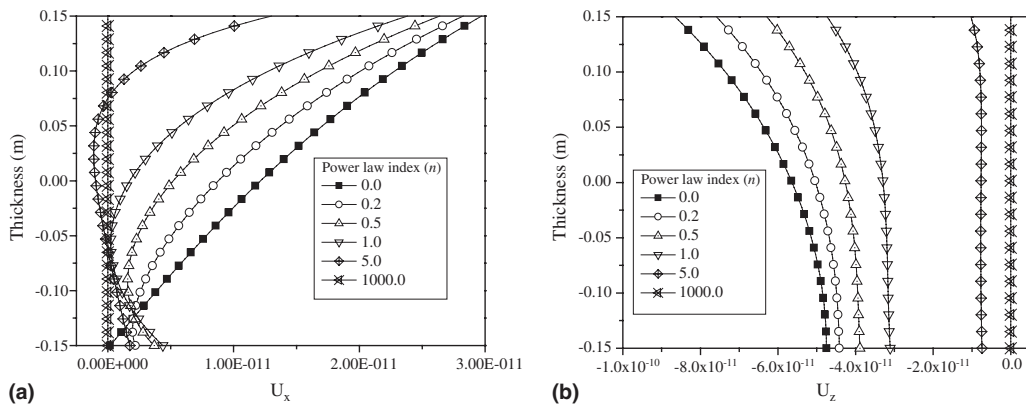 0.15
0.10
0.05
0.00
-0.05
-0.10
-0.15
Thickness (m)
Power law index (n)
0.0
0.2
0.5
1.0
5.0
1000.0
0.00E+000
1.00E-011
2.00E-011
3.00E-011
U_x
(a)
0.15
0.10
0.05
0.00
-0.05
-0.10
-0.15
Thickness (m)
Power law index (n)
0.0
0.2
0.5
1.0
5.0
1000.0
-1.0x10^-10
-8.0x10^-11
-6.0x10^-11
-4.0x10^-11
-2.0x10^-11
0.0
U_z
(b)